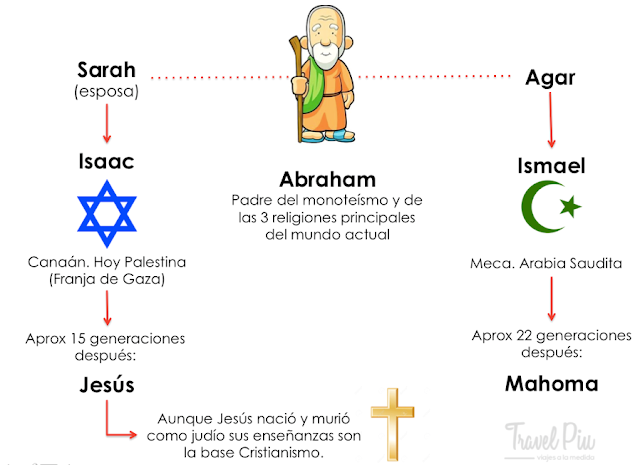 Sarah
(esposa)
Agar
Isaac
Ismael
Abraham
Padre del monoteísmo y de
las 3 religiones principales
del mundo actual
Canaán. Hoy Palestina
(Franja de Gaza)
Meca. Arabia Saudita
Aprox 15 generaciones
después:
Aprox 22 generaciones
después:
Jesús
Mahoma
Aunque Jesús nació y murió
como judío sus enseñanzas son
la base Cristianismo.
Travel Piu
viajes a la medida